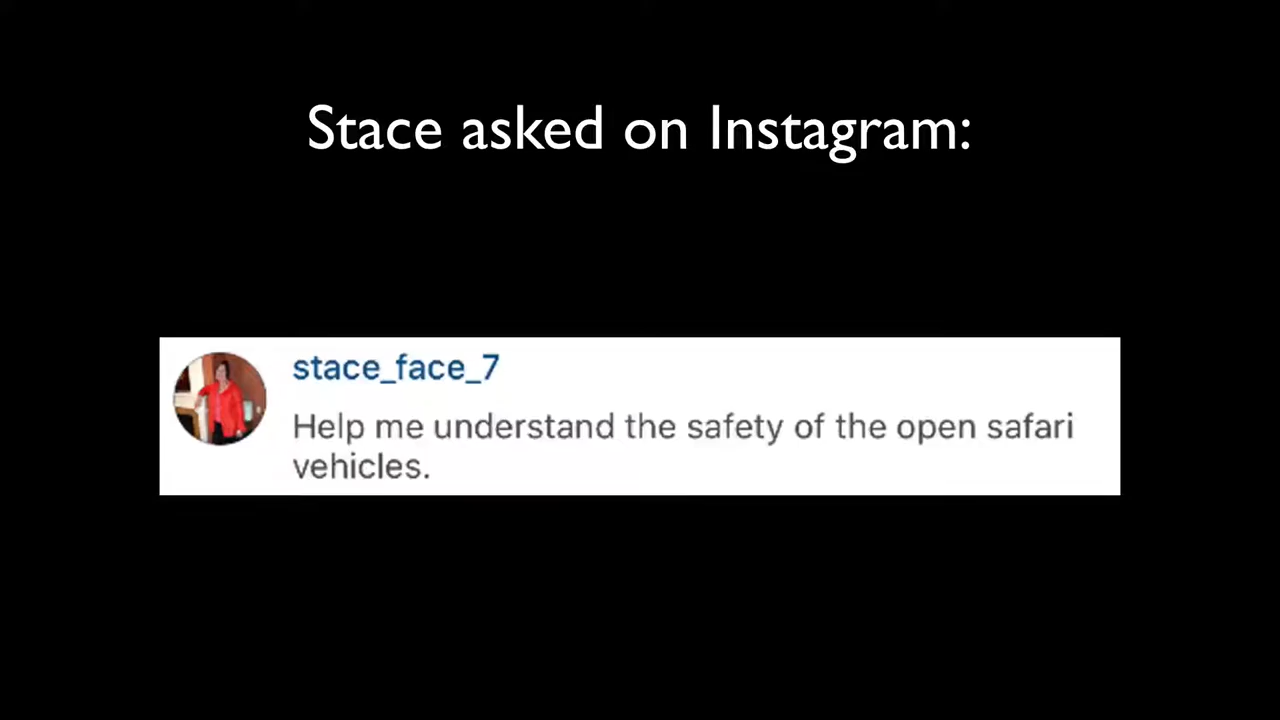 Stace asked on Instagram:
stace_face_7
Help me understand the safety of the open safari
vehicles.